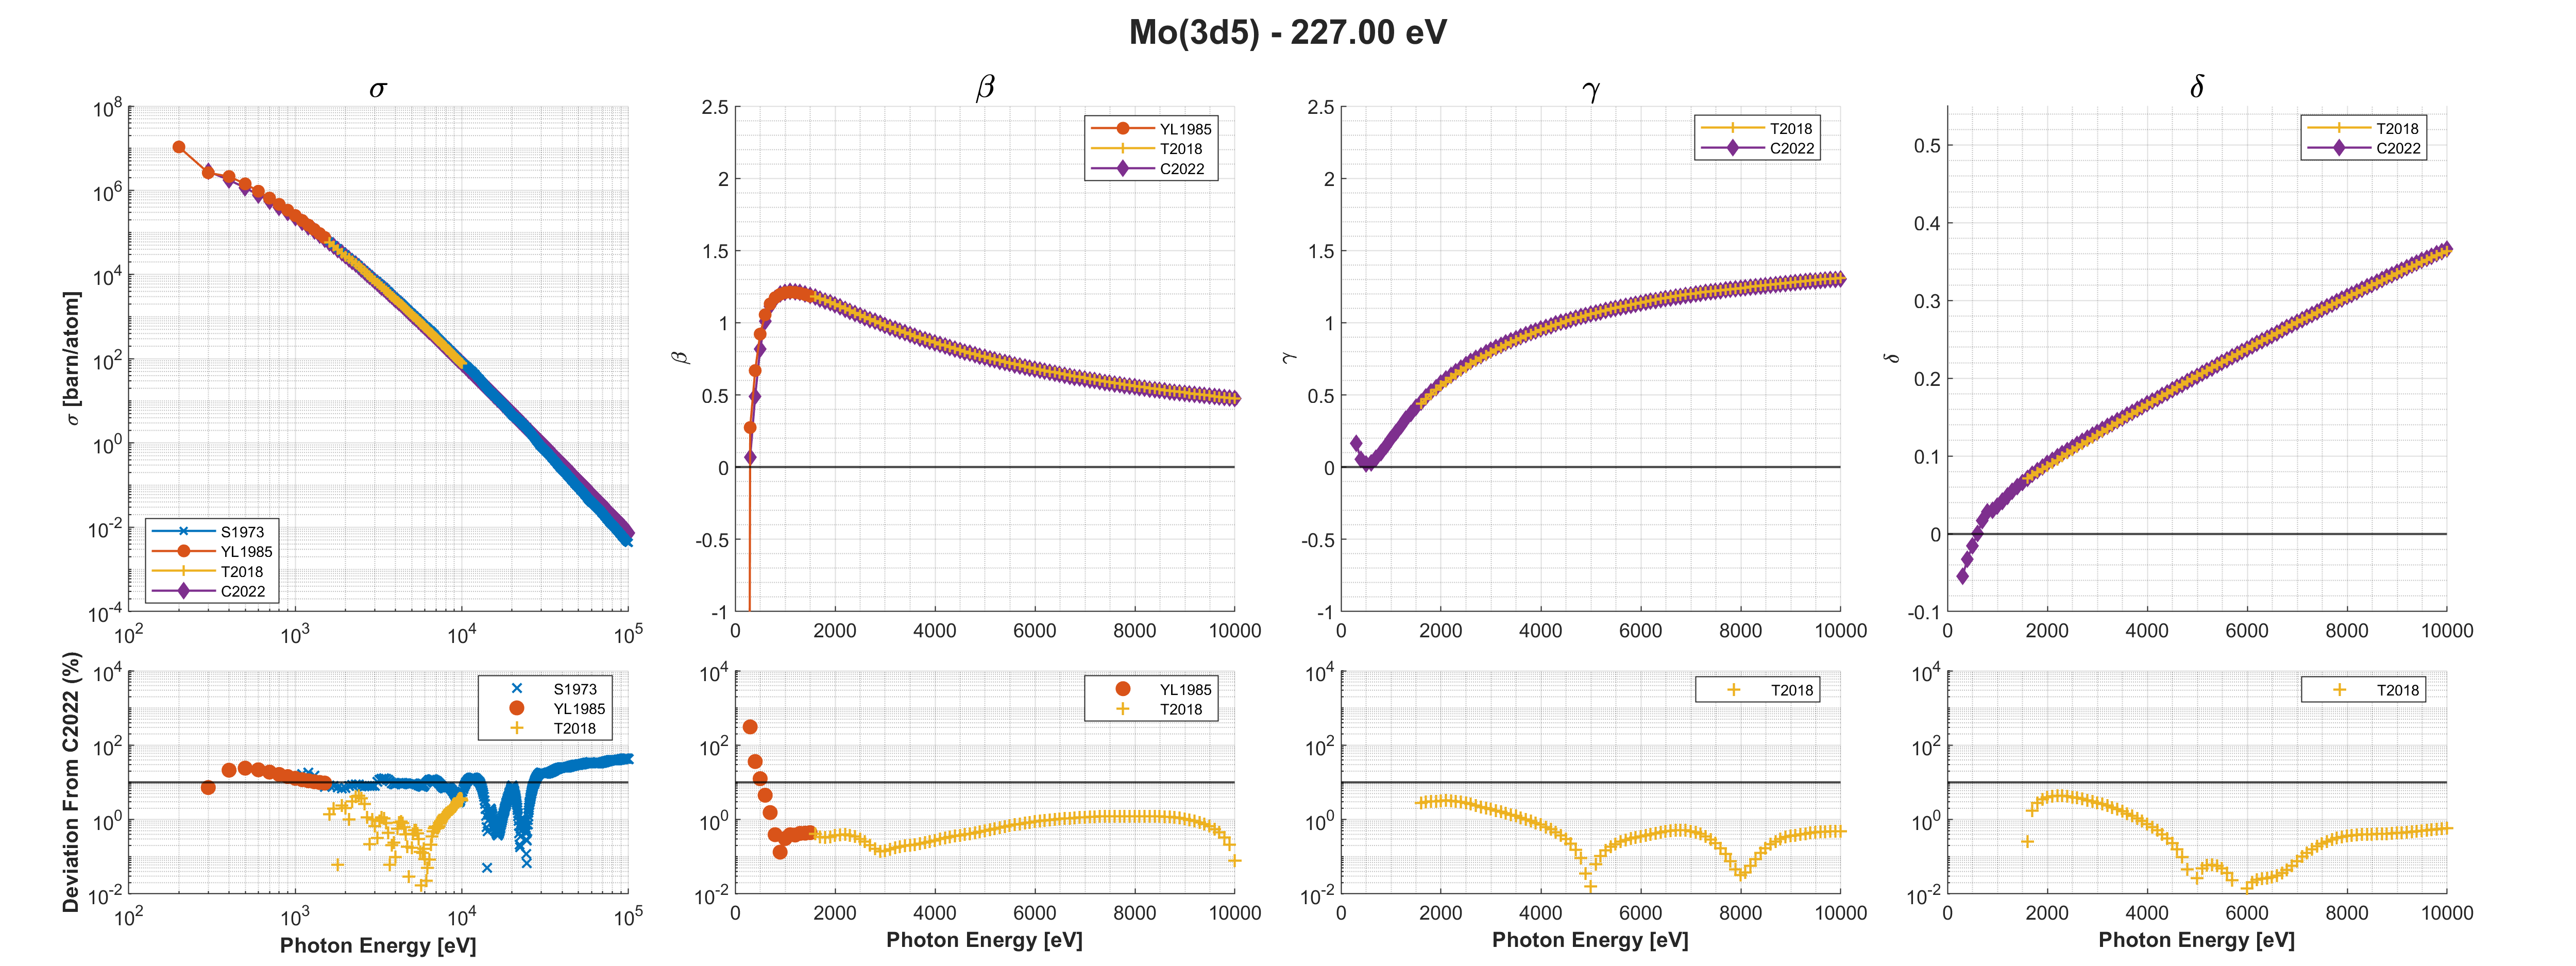 Mo(3d5) - 227.00 eV
σ
σ [barn/atom]
10^8
10^6
10^4
10^2
10^0
10^-2
10^-4
10^2
10^3
10^4
10^5
S1973
YL1985
T2018
C2022
β
β
2.5
2
1.5
1
0.5
0
-0.5
-1
0
2000
4000
6000
8000
10000
YL1985
T2018
C2022
γ
γ
2.5
2
1.5
1
0.5
0
-0.5
-1
0
2000
4000
6000
8000
10000
T2018
C2022
δ
δ
0.5
0.4
0.3
0.2
0.1
0
-0.1
0
2000
4000
6000
8000
10000
T2018
C2022
Deviation From C2022 (%)
10^4
10^2
10^0
10^-2
10^2
10^3
10^4
10^5
S1973
YL1985
T2018
Photon Energy [eV]
10^4
10^2
10^0
10^-2
0
2000
4000
6000
8000
10000
YL1985
T2018
Photon Energy [eV]
10^4
10^2
10^0
10^-2
0
2000
4000
6000
8000
10000
T2018
Photon Energy [eV]
10^4
10^2
10^0
10^-2
0
2000
4000
6000
8000
10000
T2018
Photon Energy [eV]